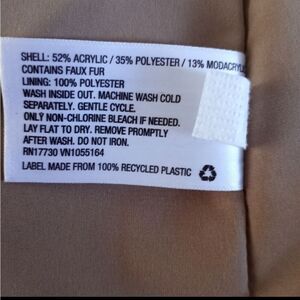 SHELL: 52% ACRYLIC / 35% POLYESTER / 13% MODACRYL
CONTAINS FAUX FUR
LINING: 100% POLYESTER
WASH INSIDE OUT. MACHINE WASH COLD
SEPARATELY. GENTLE CYCLE.
ONLY NON-CHLORINE BLEACH IF NEEDED.
LAY FLAT TO DRY. REMOVE PROMPTLY
AFTER WASH. DO NOT IRON.
RN17730 VN1055164
LABEL MADE FROM 100% RECYCLED PLASTIC